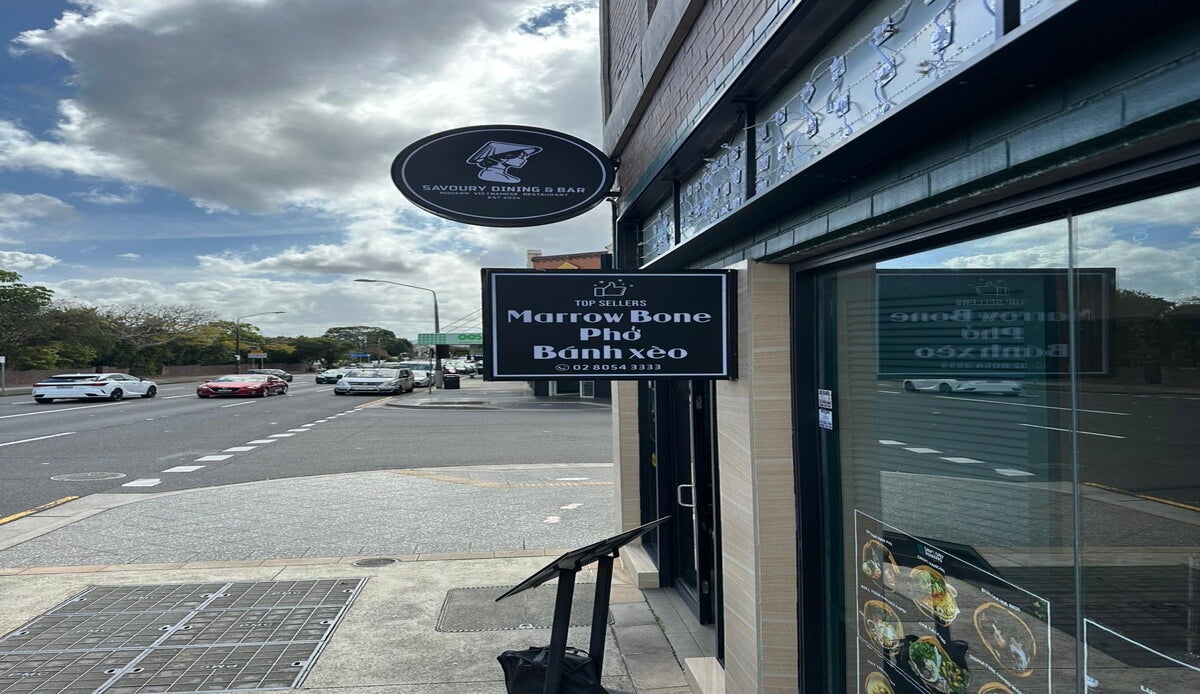 SAVOURY DINING & BAR
MODERN VIETNAMESE RESTAURANT
EST 2024
TOP SELLERS
Marrow Bone
Phở
Bánh xèo
02 8054 3333